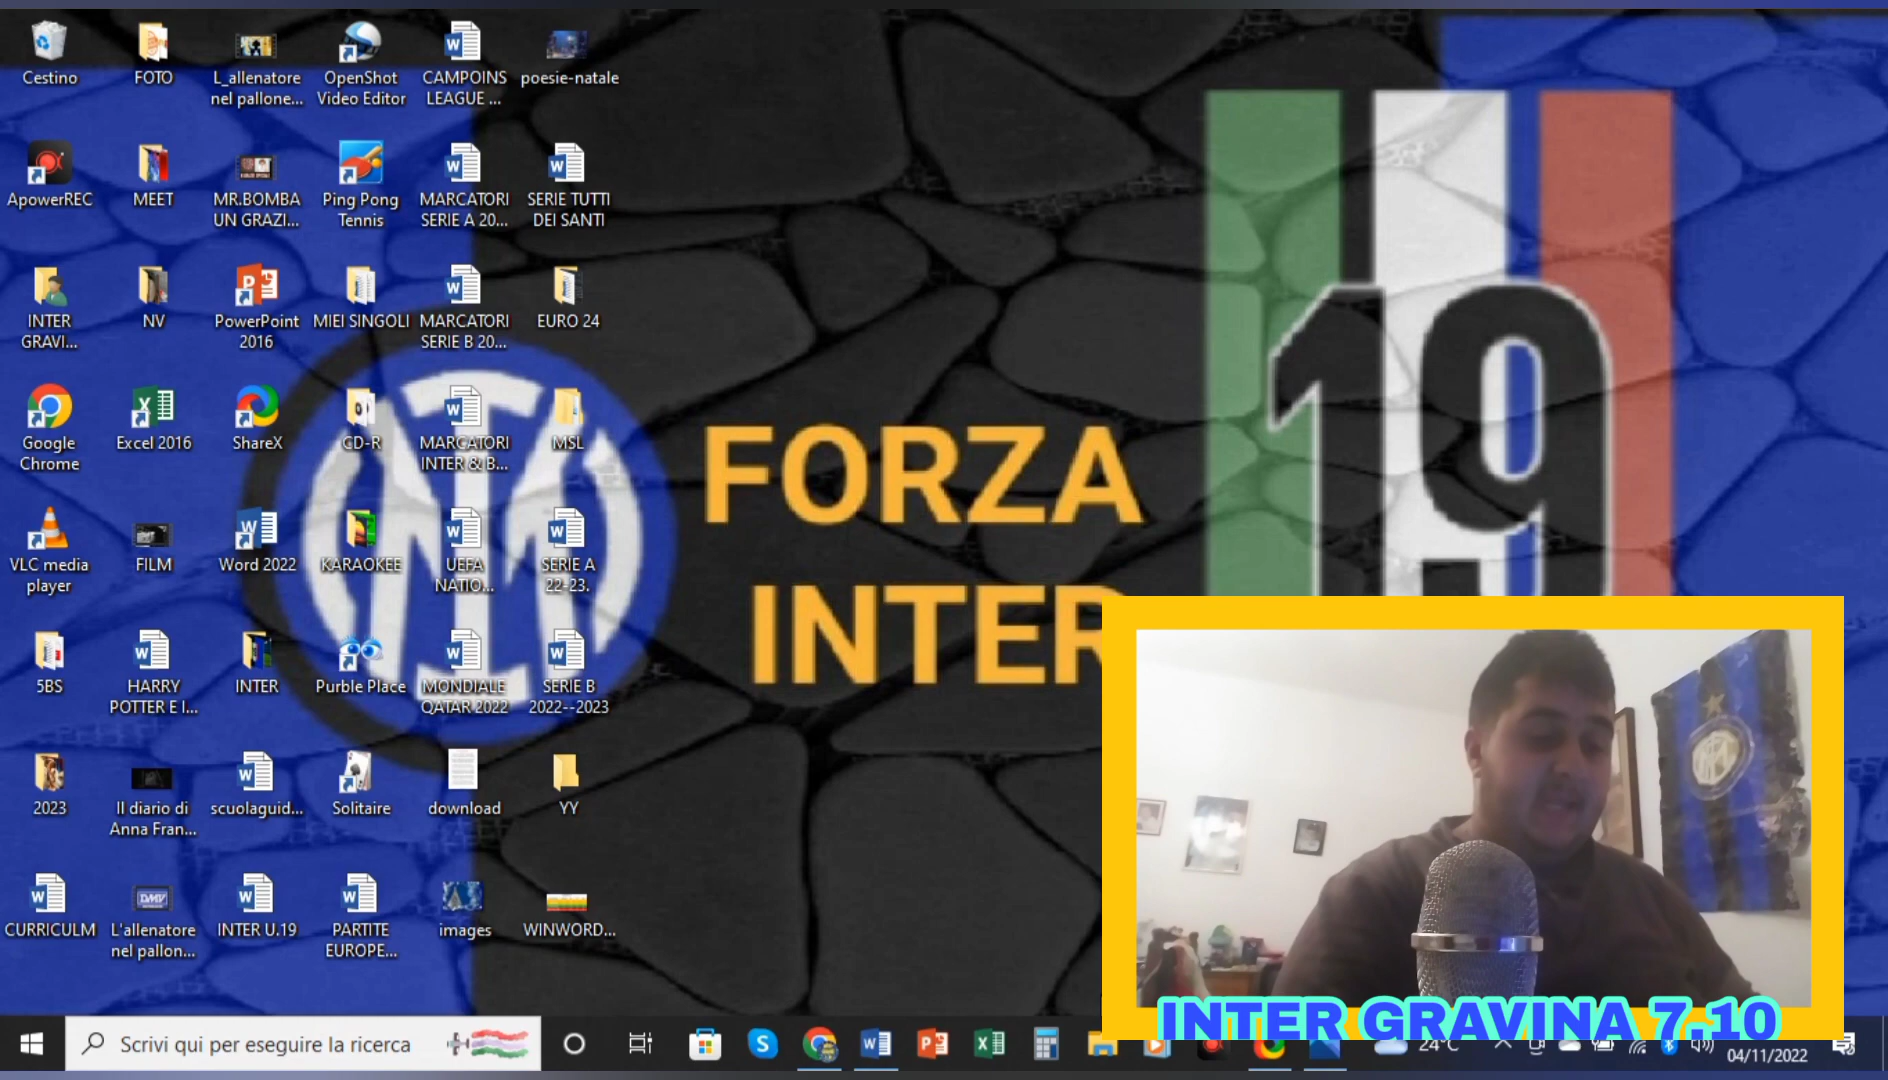 Cestino
FOTO
L_allenatore
nel pallone...
OpenShot
Video Editor
CAMPOINS
LEAGUE ...
poesie-natale
ApowerREC
MEET
MR.BOMBA
UN GRAZI...
Ping Pong
Tennis
MARCATORI
SERIE A 20...
SERIE TUTTI
DEI SANTI
INTER
GRAVI...
NV
PowerPoint
2016
MIEI SINGOLI
MARCATORI
SERIE B 20...
EURO 24
19
Google
Chrome
Excel 2016
ShareX
CD-R
MARCATORI
INTER & B...
MSL
FORZA
INTER
VLC media
player
FILM
Word 2022
KARAOKEE
UEFA
NATIO...
SERIE A
22-23.
5BS
HARRY
POTTER E I...
INTER
Purble Place
MONDIALE
QATAR 2022
SERIE B
2022--2023
2023
Il diario di
Anna Fran...
scuolaguid...
Solitaire
download
YY
CURRICULM
L'allenatore
nel pallon...
INTER U.19
PARTITE
EUROPE...
images
WINWORD...
INTER GRAVINA 7.10
Scrivi qui per eseguire la ricerca
24°C
04/11/2022